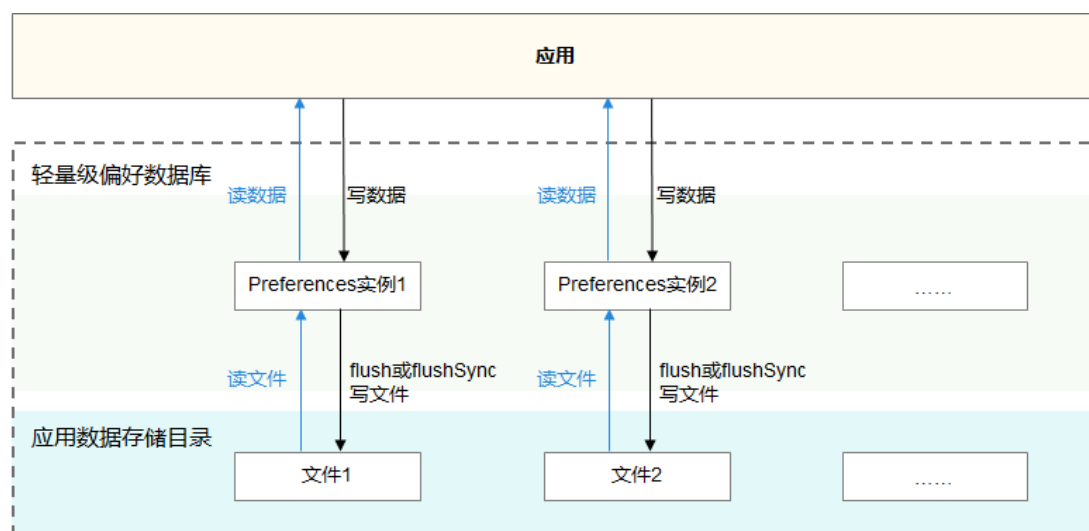 应用
轻量级偏好数据库
读数据
写数据
读数据
写数据
Preferences实例1
Preferences实例2
……
读文件
flush或flushSync
写文件
读文件
flush或flushSync
写文件
应用数据存储目录
文件1
文件2
……